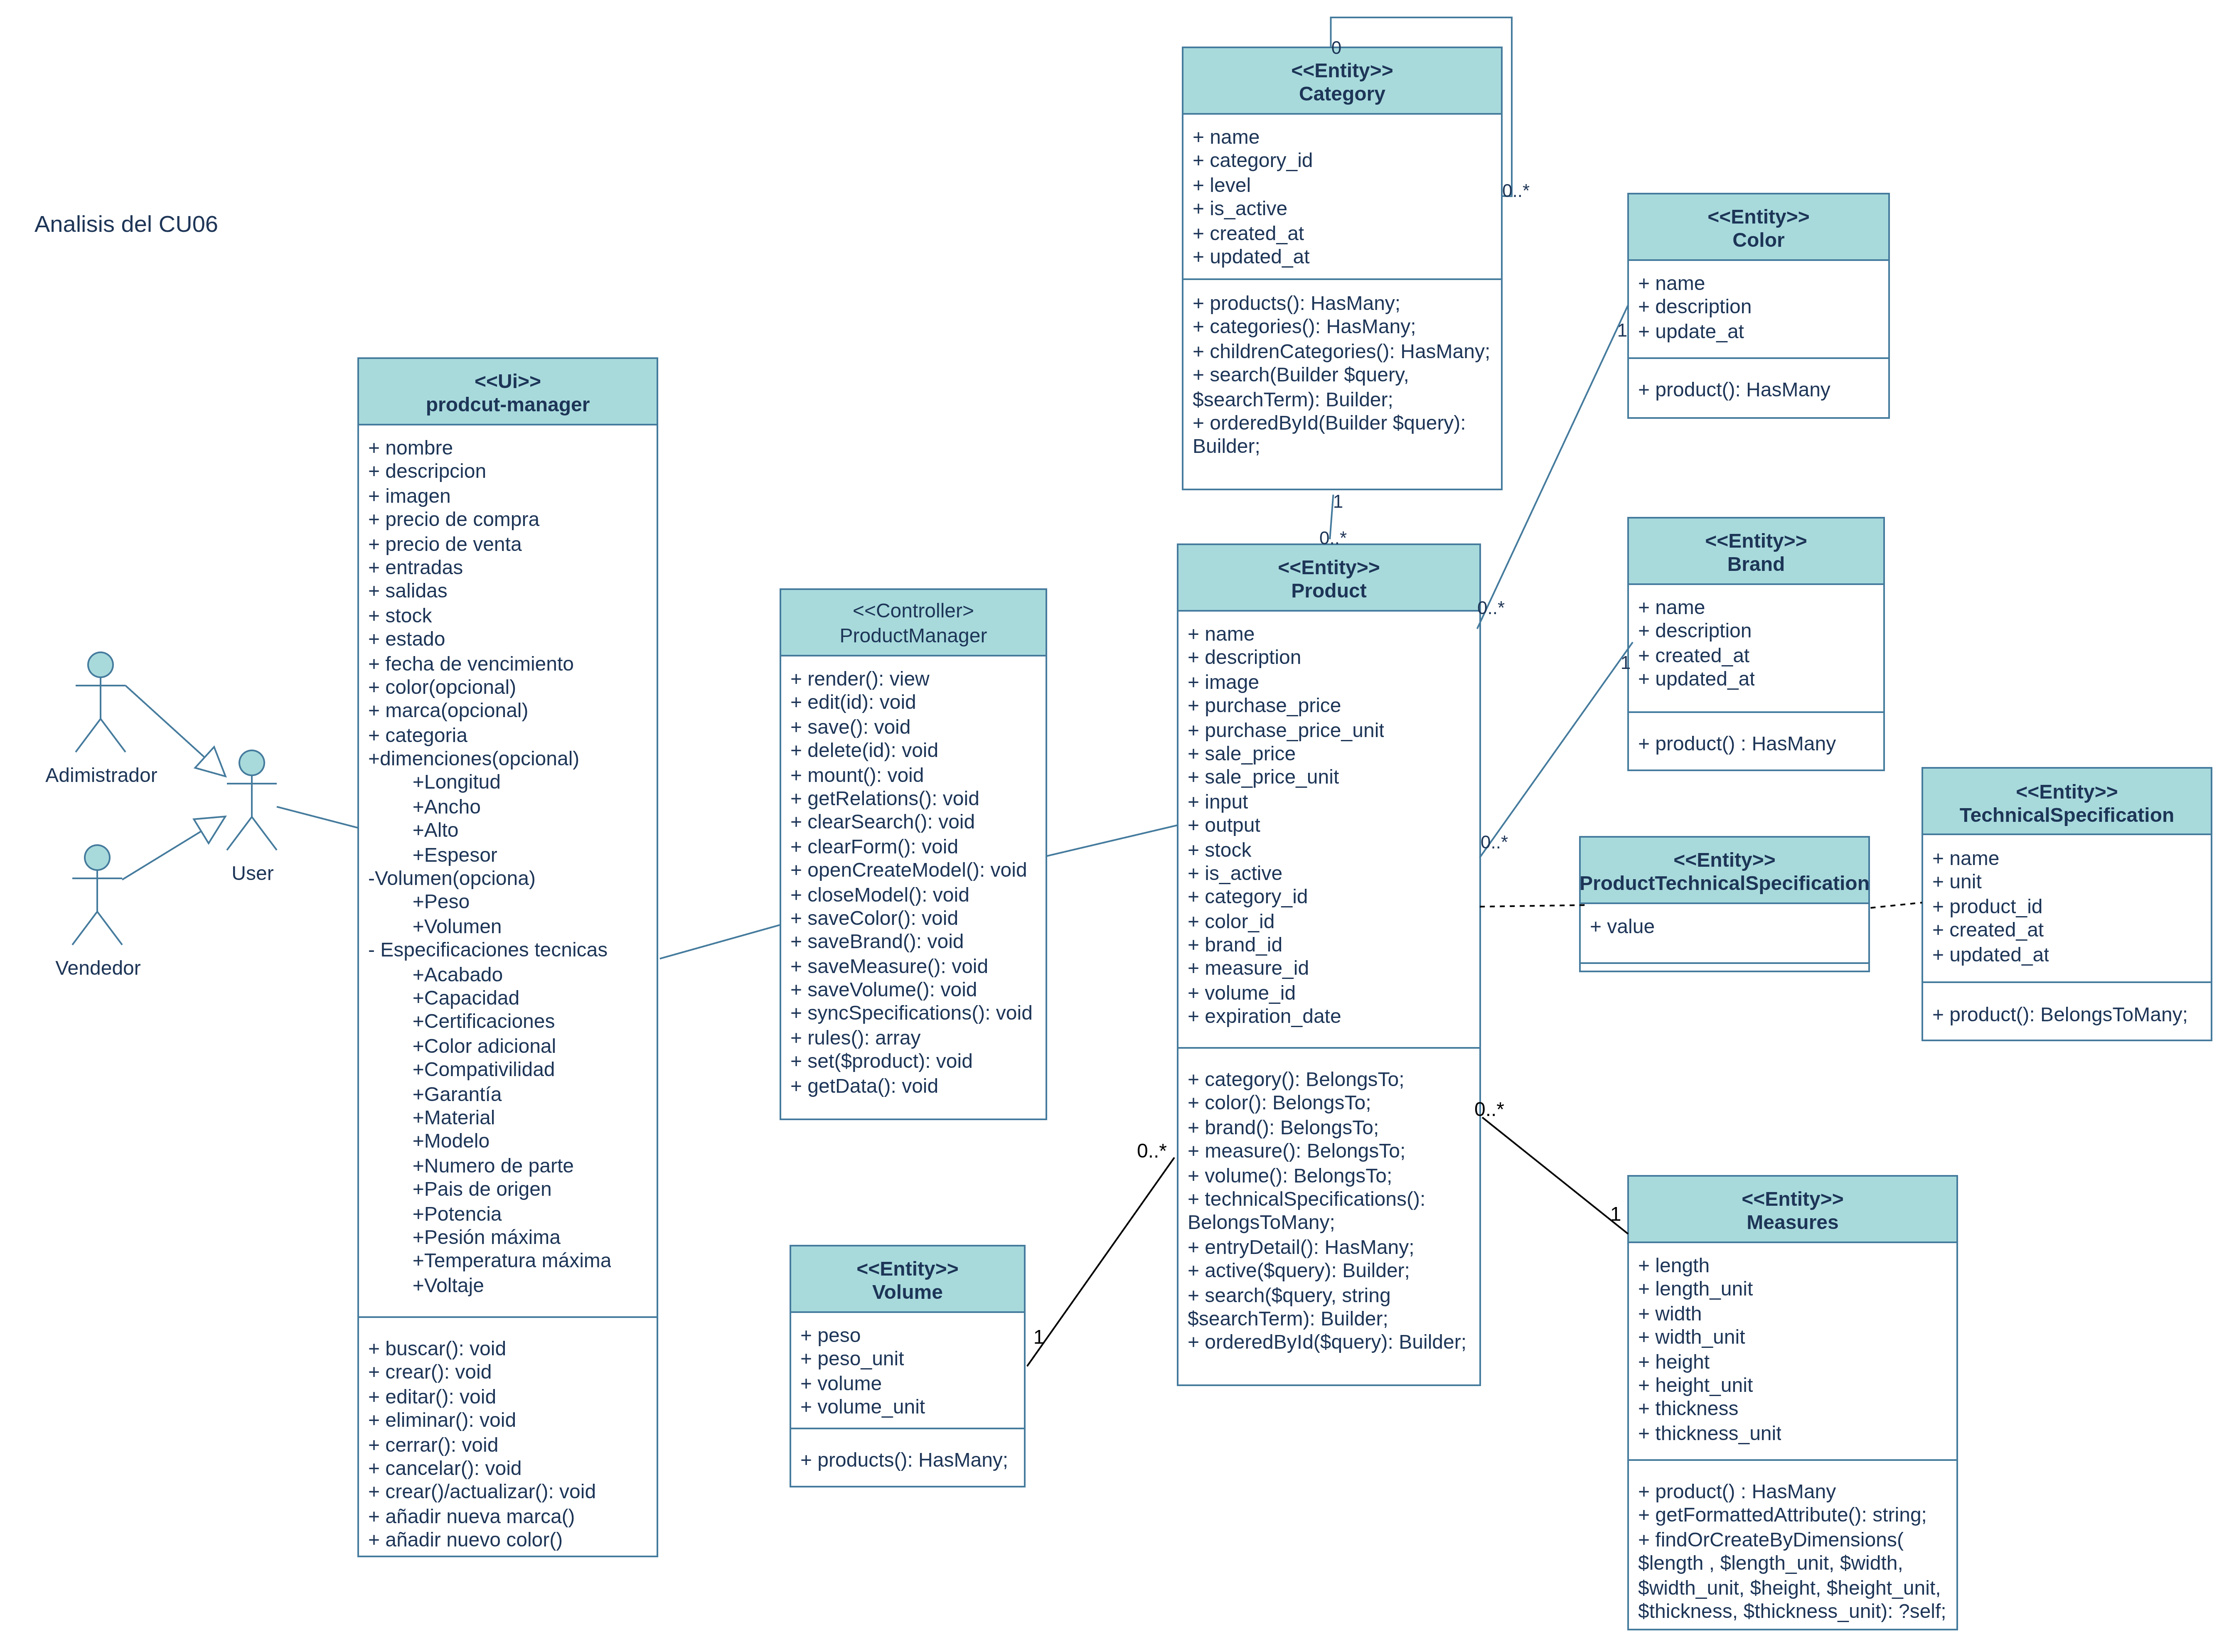 Analisis del CU06
Adimistrador
Vendedor
User
<<Ui>>
prodcut-manager
+ nombre
+ descripcion
+ imagen
+ precio de compra
+ precio de venta
+ entradas
+ salidas
+ stock
+ estado
+ fecha de vencimiento
+ color(opcional)
+ marca(opcional)
+ categoria
+dimenciones(opcional)
+Longitud
+Ancho
+Alto
+Espesor
-Volumen(opciona)
+Peso
+Volumen
- Especificaciones tecnicas
+Acabado
+Capacidad
+Certificaciones
+Color adicional
+Compativilidad
+Garantía
+Material
+Modelo
+Numero de parte
+Pais de origen
+Potencia
+Pesión máxima
+Temperatura máxima
+Voltaje
+ buscar(): void
+ crear(): void
+ editar(): void
+ eliminar(): void
+ cerrar(): void
+ cancelar(): void
+ crear()/actualizar(): void
+ añadir nueva marca()
+ añadir nuevo color()
<<Controller>
ProductManager
+ render(): view
+ edit(id): void
+ save(): void
+ delete(id): void
+ mount(): void
+ getRelations(): void
+ clearSearch(): void
+ clearForm(): void
+ openCreateModel(): void
+ closeModel(): void
+ saveColor(): void
+ saveBrand(): void
+ saveMeasure(): void
+ saveVolume(): void
+ syncSpecifications(): void
+ rules(): array
+ set($product): void
+ getData(): void
<<Entity>>
Volume
+ peso
+ peso_unit
+ volume
+ volume_unit
+ products(): HasMany;
1
0..*
0
<<Entity>>
Category
+ name
+ category_id
+ level
+ is_active
+ created_at
+ updated_at
0..*
+ products(): HasMany;
+ categories(): HasMany;
+ childrenCategories(): HasMany;
+ search(Builder $query,
$searchTerm): Builder;
+ orderedById(Builder $query):
Builder;
1
0..*
<<Entity>>
Product
+ name
+ description
+ image
+ purchase_price
+ purchase_price_unit
+ sale_price
+ sale_price_unit
+ input
+ output
+ stock
+ is_active
+ category_id
+ color_id
+ brand_id
+ measure_id
+ volume_id
+ expiration_date
+ category(): BelongsTo;
+ color(): BelongsTo;
+ brand(): BelongsTo;
+ measure(): BelongsTo;
+ volume(): BelongsTo;
+ technicalSpecifications():
BelongsToMany;
+ entryDetail(): HasMany;
+ active($query): Builder;
+ search($query, string
$searchTerm): Builder;
+ orderedById($query): Builder;
0..*
1
<<Entity>>
Color
+ name
+ description
+ update_at
+ product(): HasMany
0..*
1
<<Entity>>
Brand
+ name
+ description
+ created_at
+ updated_at
+ product() : HasMany
<<Entity>>
ProductTechnicalSpecification
+ value
<<Entity>>
TechnicalSpecification
+ name
+ unit
+ product_id
+ created_at
+ updated_at
+ product(): BelongsToMany;
0..*
1
<<Entity>>
Measures
+ length
+ length_unit
+ width
+ width_unit
+ height
+ height_unit
+ thickness
+ thickness_unit
+ product() : HasMany
+ getFormattedAttribute(): string;
+ findOrCreateByDimensions(
$length , $length_unit, $width,
$width_unit, $height, $height_unit,
$thickness, $thickness_unit): ?self;